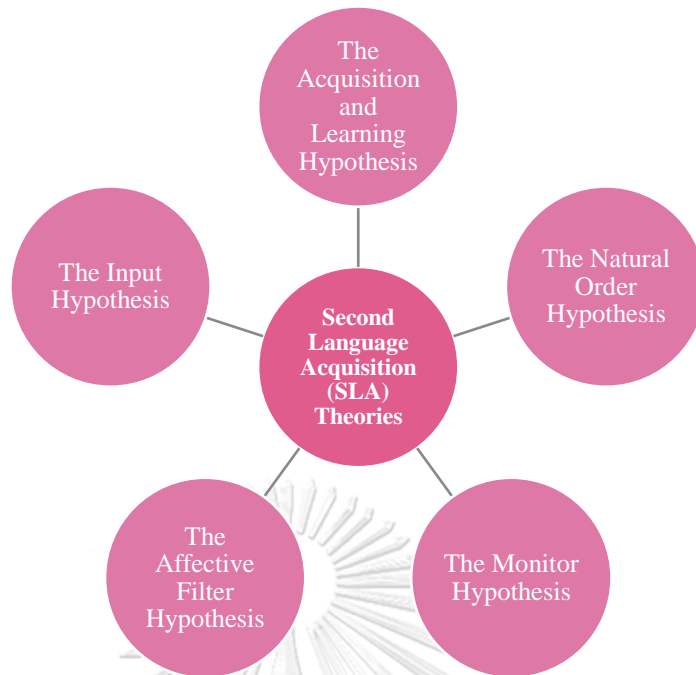 The
Acquisition
and
Learning
Hypothesis
The Natural
Order
Hypothesis
The Monitor
Hypothesis
The
Affective
Filter
Hypothesis
The Input
Hypothesis
Second
Language
Acquisition
(SLA)
Theories